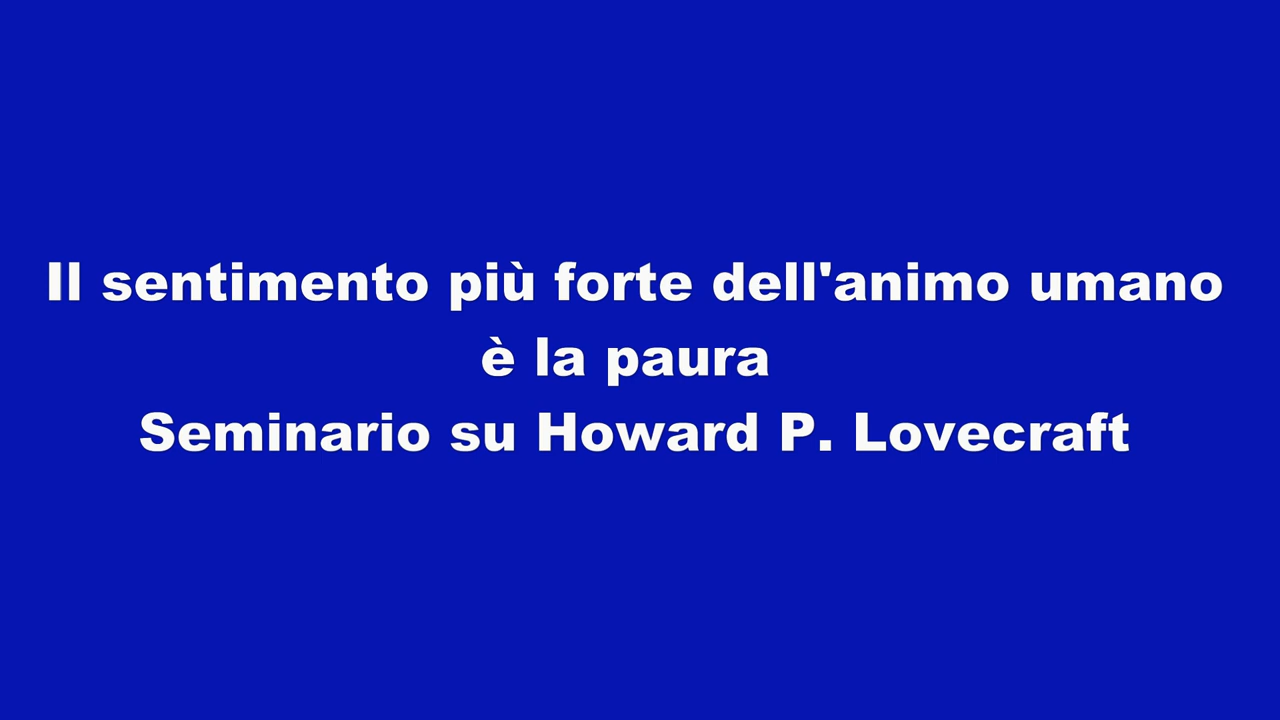 Il sentimento più forte dell'animo umano
è la paura
Seminario su Howard P. Lovecraft